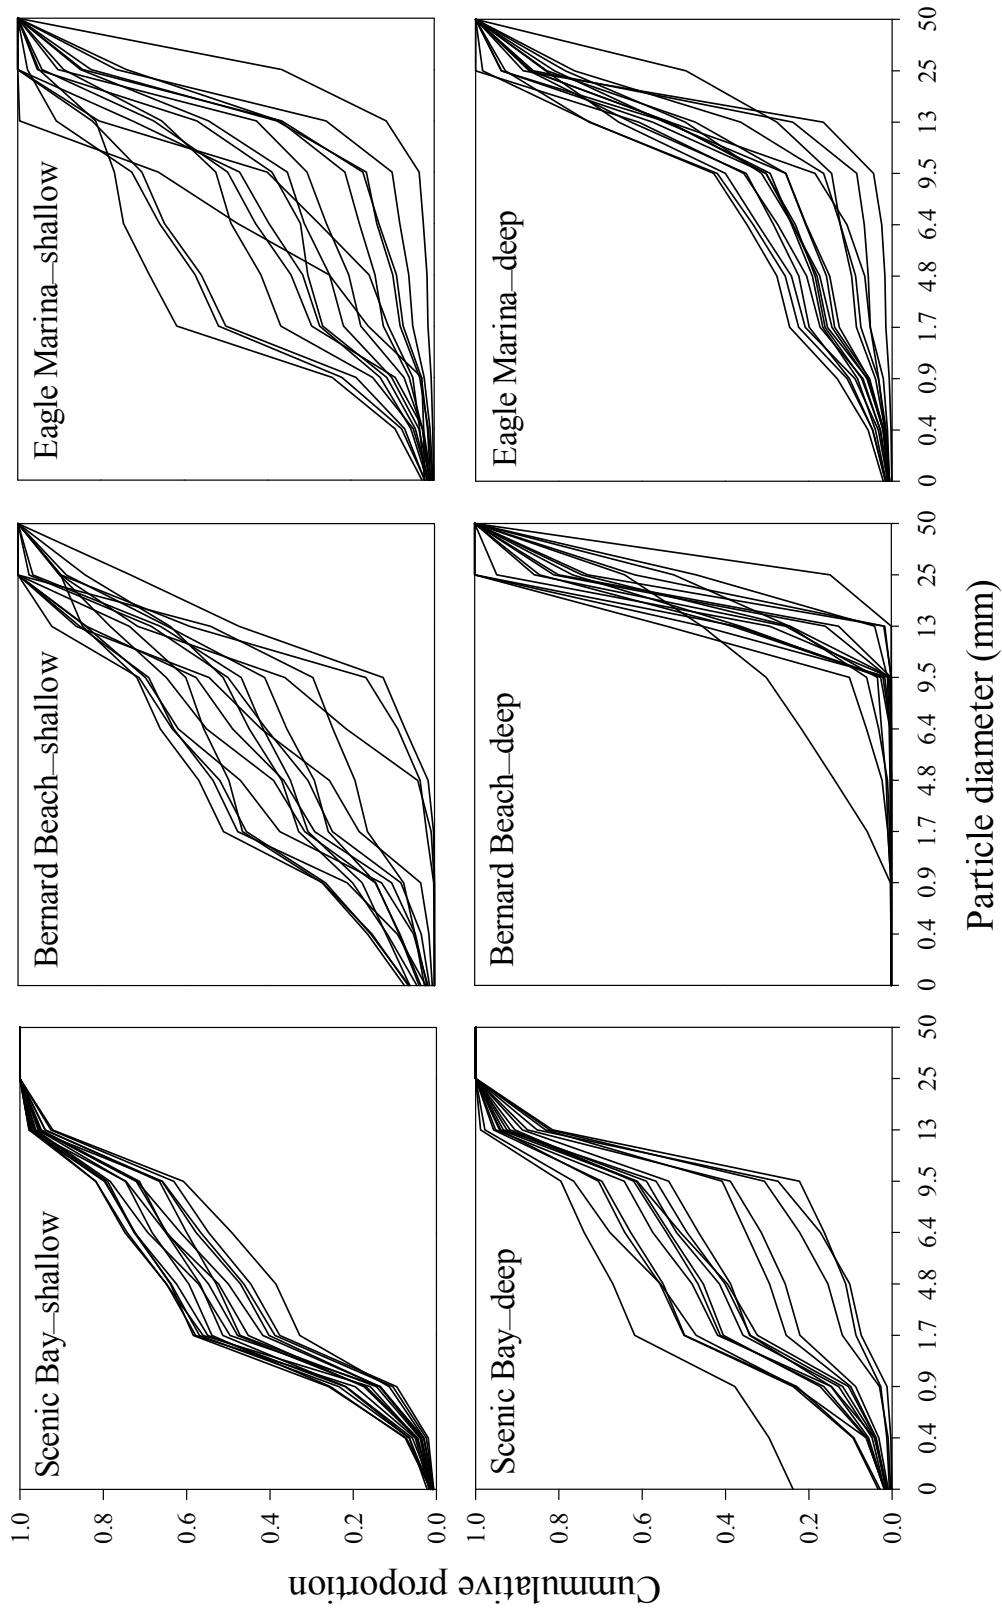 Scenic Bay–shallow
Bernard Beach–shallow
Eagle Marina–shallow
1.0
0.8
0.6
0.4
0.2
0.0
Scenic Bay–deep
Bernard Beach–deep
Eagle Marina–deep
1.0
0.8
0.6
0.4
0.2
0.0
Cummulative proportion
0 0.4 0.9 1.7 4.8 6.4 9.5 13 25 50
0 0.4 0.9 1.7 4.8 6.4 9.5 13 25 50
0 0.4 0.9 1.7 4.8 6.4 9.5 13 25 50
Particle diameter (mm)